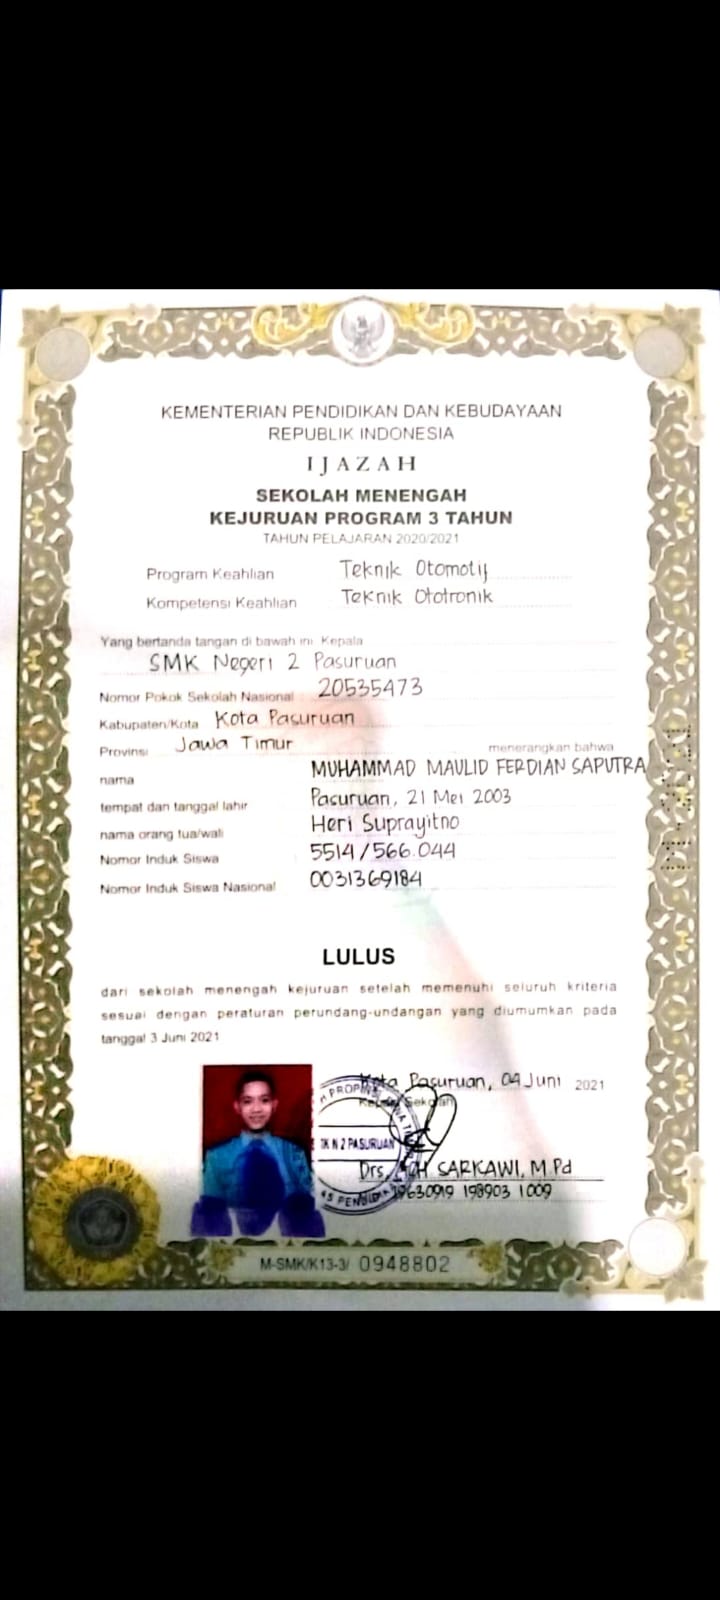 KEMENTERIAN PENDIDIKAN DAN KEBUDAYAAN
REPUBLIK INDONESIA
IJAZAH
SEKOLAH MENENGAH
KEJURUAN PROGRAM 3 TAHUN
TAHUN PELAJARAN 2020/2021
Program Keahlian Teknik Otomotif
Kompetensi Keahlian Teknik Ototronik
Yang bertanda tangan di bawah ini, Kepala
SMK Negeri 2 Pasuruan
Nomor Pokok Sekolah Nasional 20535473
Kabupaten/Kota Kota Pasuruan
Provinsi Jawa Timur menerangkan bahwa
nama MUHAMMAD MAULID FERDIAN SAPUTRA
tempat dan tanggal lahir Pasuruan, 21 Mei 2003
nama orang tua/wali Heri Suprayitno
Nomor Induk Siswa 5514/566.044
Nomor Induk Siswa Nasional 0031369184
LULUS
dari sekolah menengah kejuruan setelah memenuhi seluruh kriteria
sesuai dengan peraturan perundang-undangan yang diumumkan pada
tanggal 3 Juni 2021
Kota Pasuruan, 04 Juni 2021
Kepala Sekolah
N 2 PASURUAN
Drs. SARKAWI, M.Pd
19630919 198903 1 009
M-SMK/K13-3/ 0948802